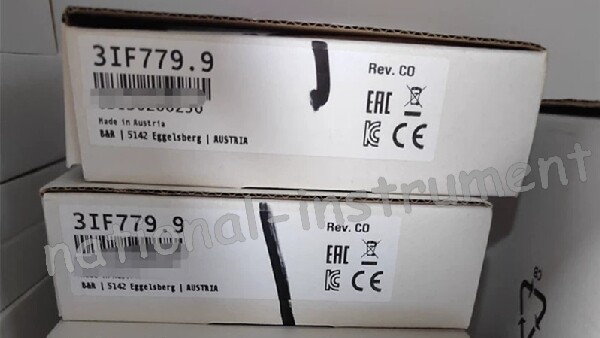 3IF779.9
Rev. C0
EAC
Made in Austria
B&R | 5142 Eggelsberg | AUSTRIA
CE
3IF779.9
Rev. C0
EAC
B&R | 5142 Eggelsberg | AUSTRIA
CE
national-instrument